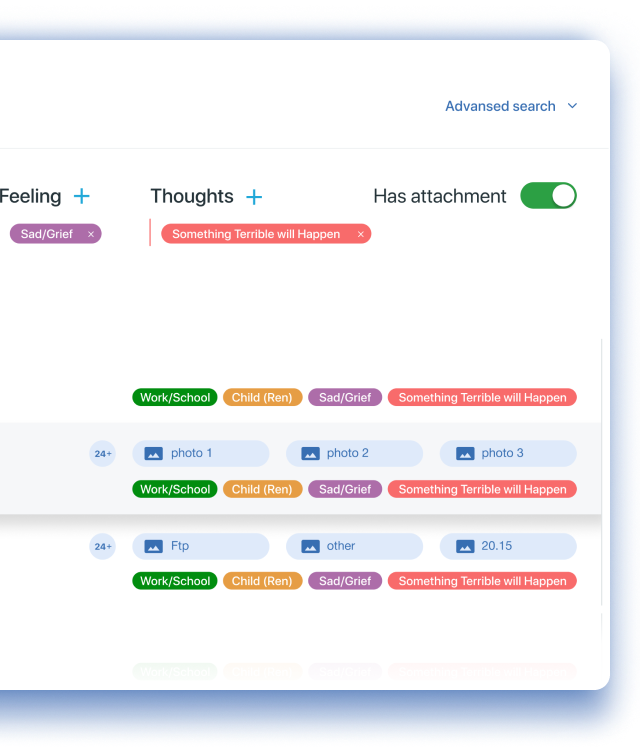 Advansed search
Feeling + Thoughts + Has attachment
Sad/Grief × Something Terrible will Happen ×
Work/School Child (Ren) Sad/Grief Something Terrible will Happen
24+ photo 1 photo 2 photo 3
Work/School Child (Ren) Sad/Grief Something Terrible will Happen
24+ Ftp other 20.15
Work/School Child (Ren) Sad/Grief Something Terrible will Happen
Work/School